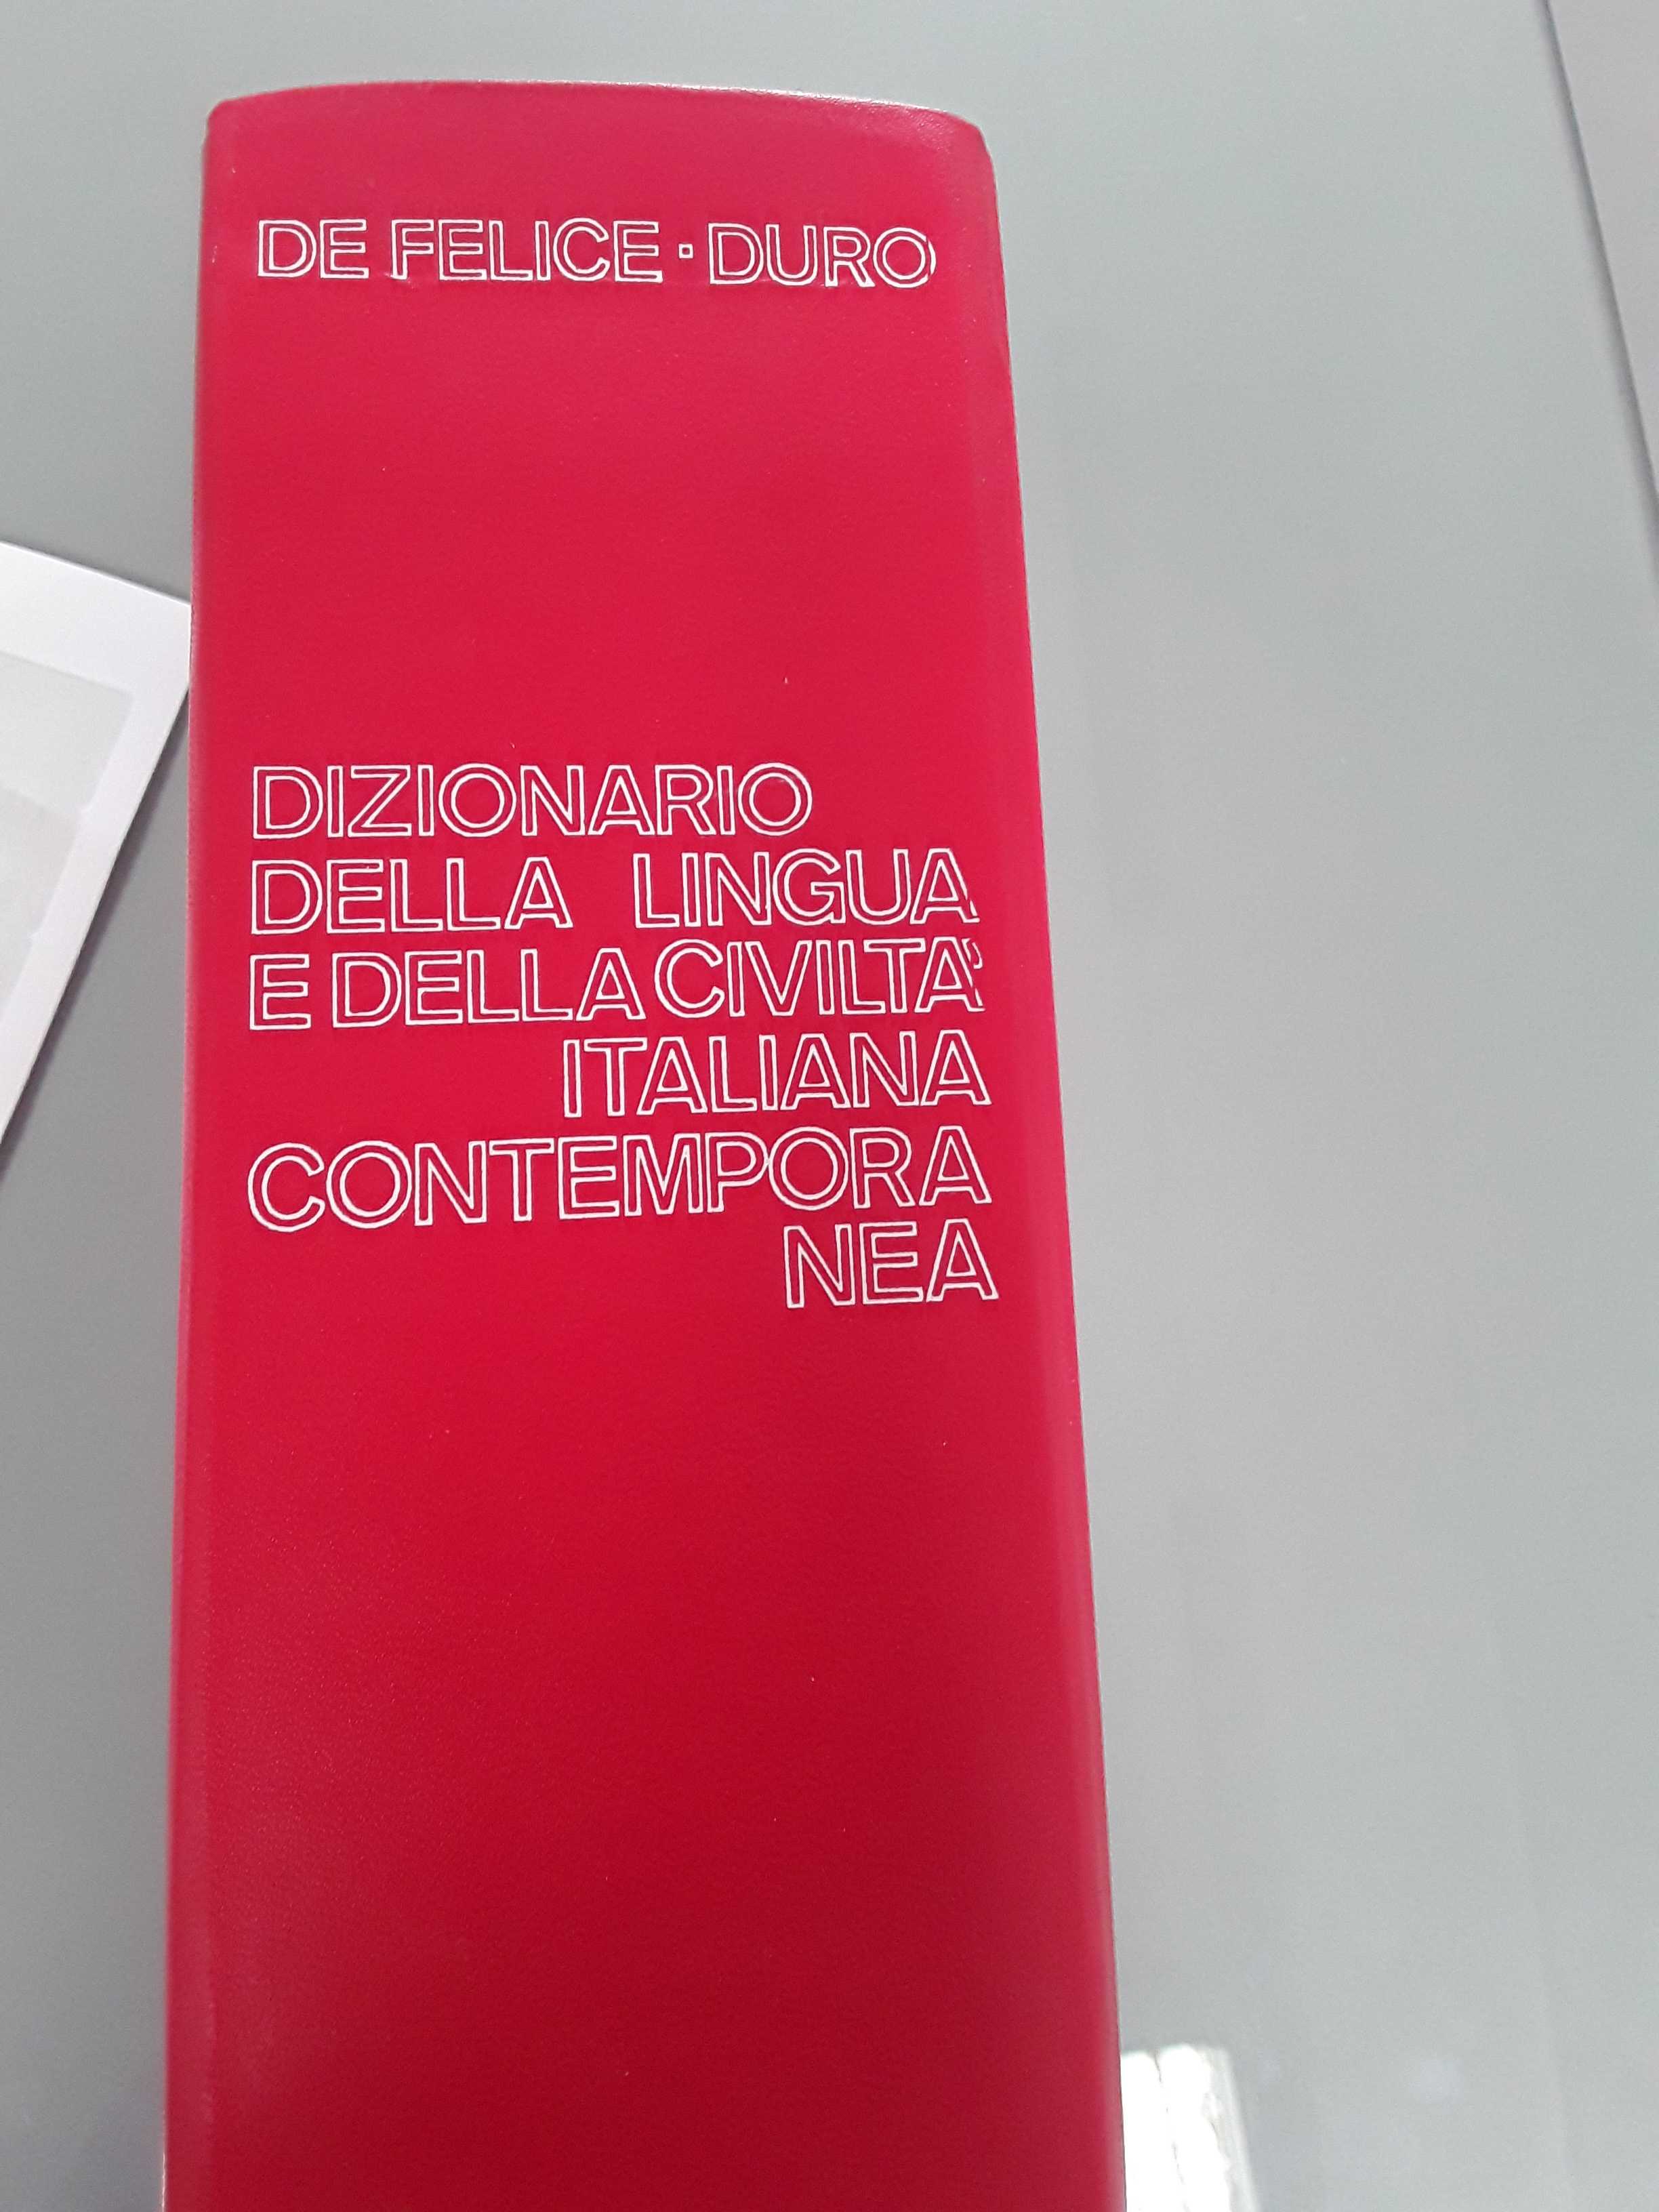 DE FELICE · DURO
DIZIONARIO
DELLA LINGUA
E DELLA CIVILTA'
ITALIANA
CONTEMPORA
NEA